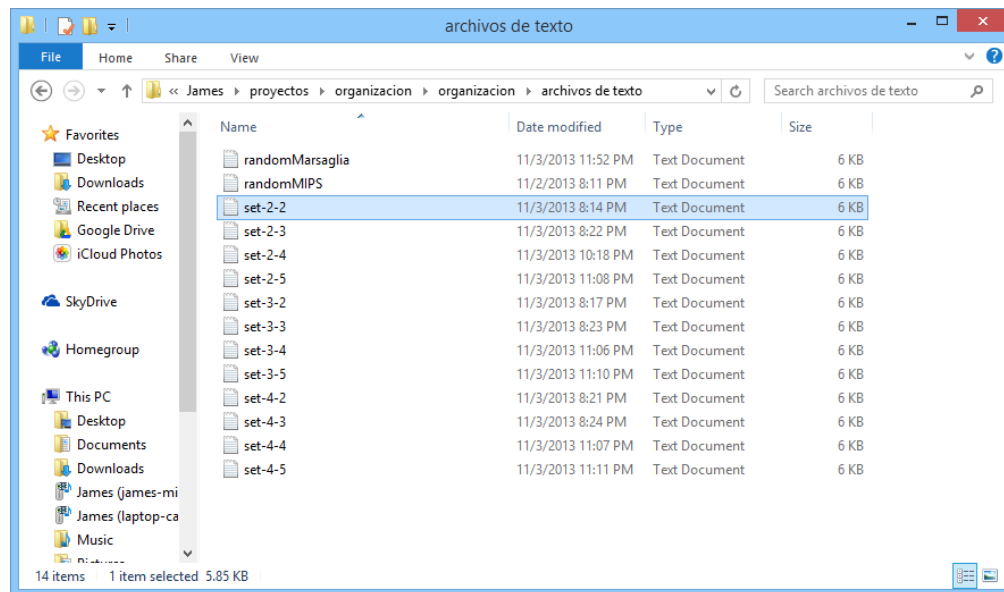 archivos de texto
File Home Share View
« James proyectos organizacion organizacion archivos de texto Search archivos de texto
Favorites
Desktop
Downloads
Recent places
Google Drive
iCloud Photos
SkyDrive
Homegroup
This PC
Desktop
Documents
Downloads
James (james-mi
James (laptop-ca
Music
Name Date modified Type Size
randomMarsaglia 11/3/2013 11:52 PM Text Document 6 KB
randomMIPS 11/2/2013 8:11 PM Text Document 6 KB
set-2-2 11/3/2013 8:14 PM Text Document 6 KB
set-2-3 11/3/2013 8:22 PM Text Document 6 KB
set-2-4 11/3/2013 10:18 PM Text Document 6 KB
set-2-5 11/3/2013 11:08 PM Text Document 6 KB
set-3-2 11/3/2013 8:17 PM Text Document 6 KB
set-3-3 11/3/2013 8:23 PM Text Document 6 KB
set-3-4 11/3/2013 11:06 PM Text Document 6 KB
set-3-5 11/3/2013 11:10 PM Text Document 6 KB
set-4-2 11/3/2013 8:21 PM Text Document 6 KB
set-4-3 11/3/2013 8:24 PM Text Document 6 KB
set-4-4 11/3/2013 11:07 PM Text Document 6 KB
set-4-5 11/3/2013 11:11 PM Text Document 6 KB
14 items 1 item selected 5.85 KB